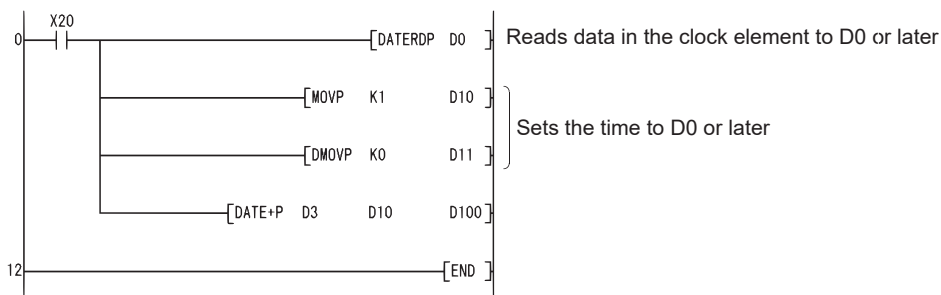 X20
0 [DATERDP D0 ] Reads data in the clock element to D0 or later
[MOVP K1 D10 ]
Sets the time to D0 or later
[DMOVP K0 D11 ]
[DATE+P D3 D10 D100 ]
12 [END ]